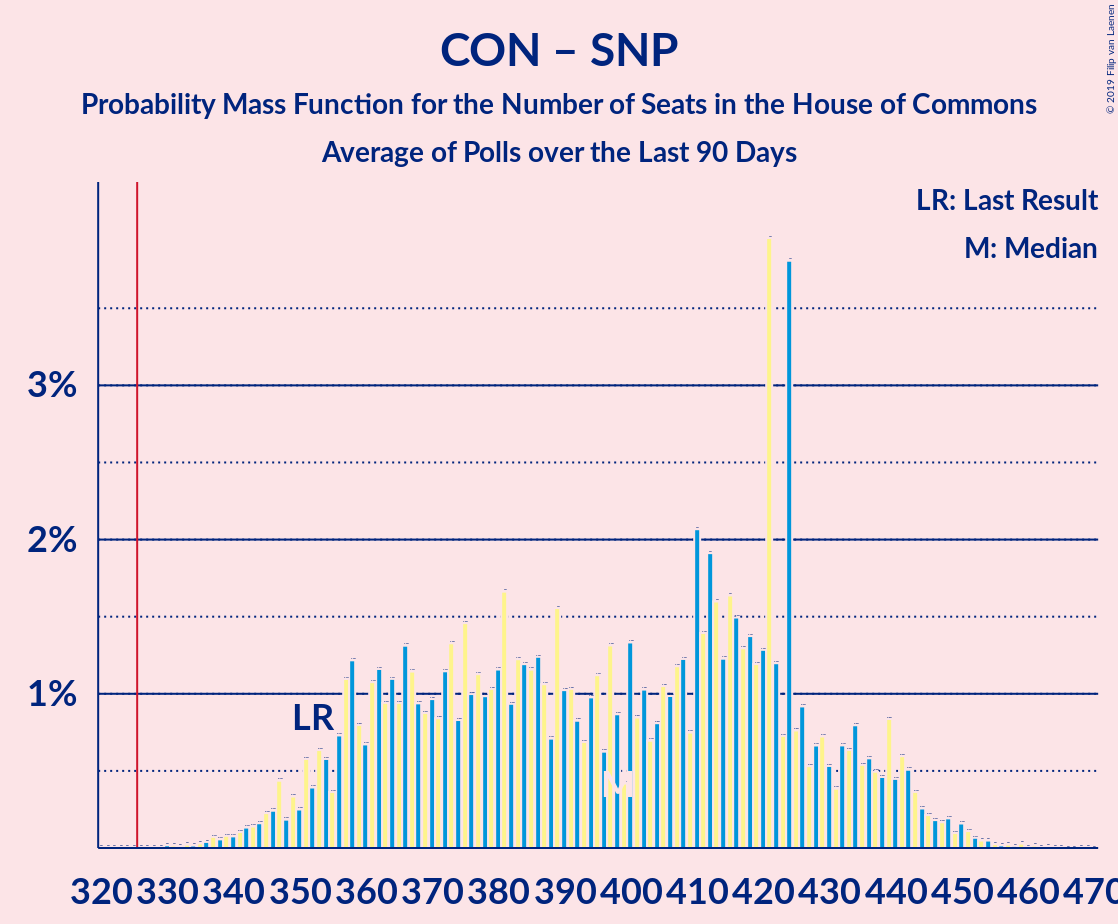 CON – SNP
Probability Mass Function for the Number of Seats in the House of Commons
Average of Polls over the Last 90 Days
© 2019 Filip van Laenen
LR: Last Result
M: Median
3%
2%
1%
LR
M
320 330 340 350 360 370 380 390 400 410 420 430 440 450 460 470